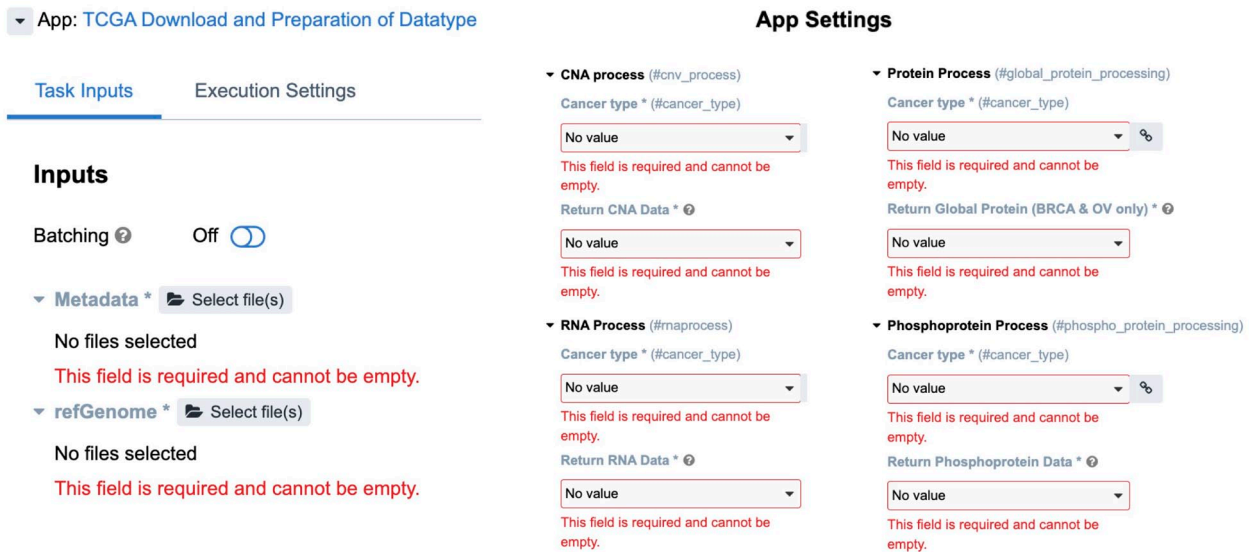 App: TCGA Download and Preparation of Datatype
Task Inputs
Execution Settings
Inputs
Batching
Off
Metadata *
Select file(s)
No files selected
This field is required and cannot be empty.
refGenome *
Select file(s)
No files selected
This field is required and cannot be empty.
App Settings
CNA process (#cnv_process)
Cancer type * (#cancer_type)
No value
This field is required and cannot be
empty.
Return CNA Data *
No value
This field is required and cannot be
empty.
RNA Process (#rnaprocess)
Cancer type * (#cancer_type)
No value
This field is required and cannot be
empty.
Return RNA Data *
No value
This field is required and cannot be
empty.
Protein Process (#global_protein_processing)
Cancer type * (#cancer_type)
No value
This field is required and cannot be
empty.
Return Global Protein (BRCA & OV only) *
No value
This field is required and cannot be
empty.
Phosphoprotein Process (#phospho_protein_processing)
Cancer type * (#cancer_type)
No value
This field is required and cannot be
empty.
Return Phosphoprotein Data *
No value
This field is required and cannot be
empty.